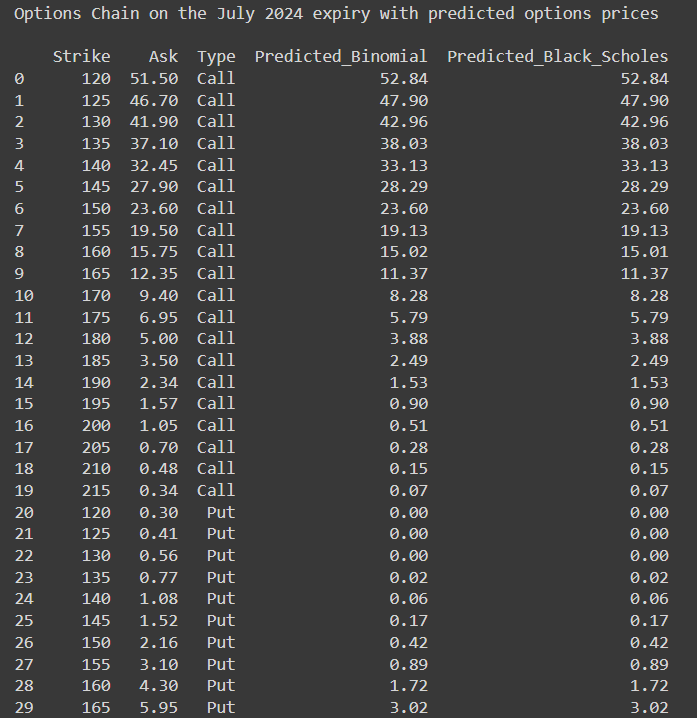 Options Chain on the July 2024 expiry with predicted options prices
Strike Ask Type Predicted_Binomial Predicted_Black_Scholes
0 120 51.50 Call 52.84 52.84
1 125 46.70 Call 47.90 47.90
2 130 41.90 Call 42.96 42.96
3 135 37.10 Call 38.03 38.03
4 140 32.45 Call 33.13 33.13
5 145 27.90 Call 28.29 28.29
6 150 23.60 Call 23.60 23.60
7 155 19.50 Call 19.13 19.13
8 160 15.75 Call 15.02 15.01
9 165 12.35 Call 11.37 11.37
10 170 9.40 Call 8.28 8.28
11 175 6.95 Call 5.79 5.79
12 180 5.00 Call 3.88 3.88
13 185 3.50 Call 2.49 2.49
14 190 2.34 Call 1.53 1.53
15 195 1.57 Call 0.90 0.90
16 200 1.05 Call 0.51 0.51
17 205 0.70 Call 0.28 0.28
18 210 0.48 Call 0.15 0.15
19 215 0.34 Call 0.07 0.07
20 120 0.30 Put 0.00 0.00
21 125 0.41 Put 0.00 0.00
22 130 0.56 Put 0.00 0.00
23 135 0.77 Put 0.02 0.02
24 140 1.08 Put 0.06 0.06
25 145 1.52 Put 0.17 0.17
26 150 2.16 Put 0.42 0.42
27 155 3.10 Put 0.89 0.89
28 160 4.30 Put 1.72 1.72
29 165 5.95 Put 3.02 3.02